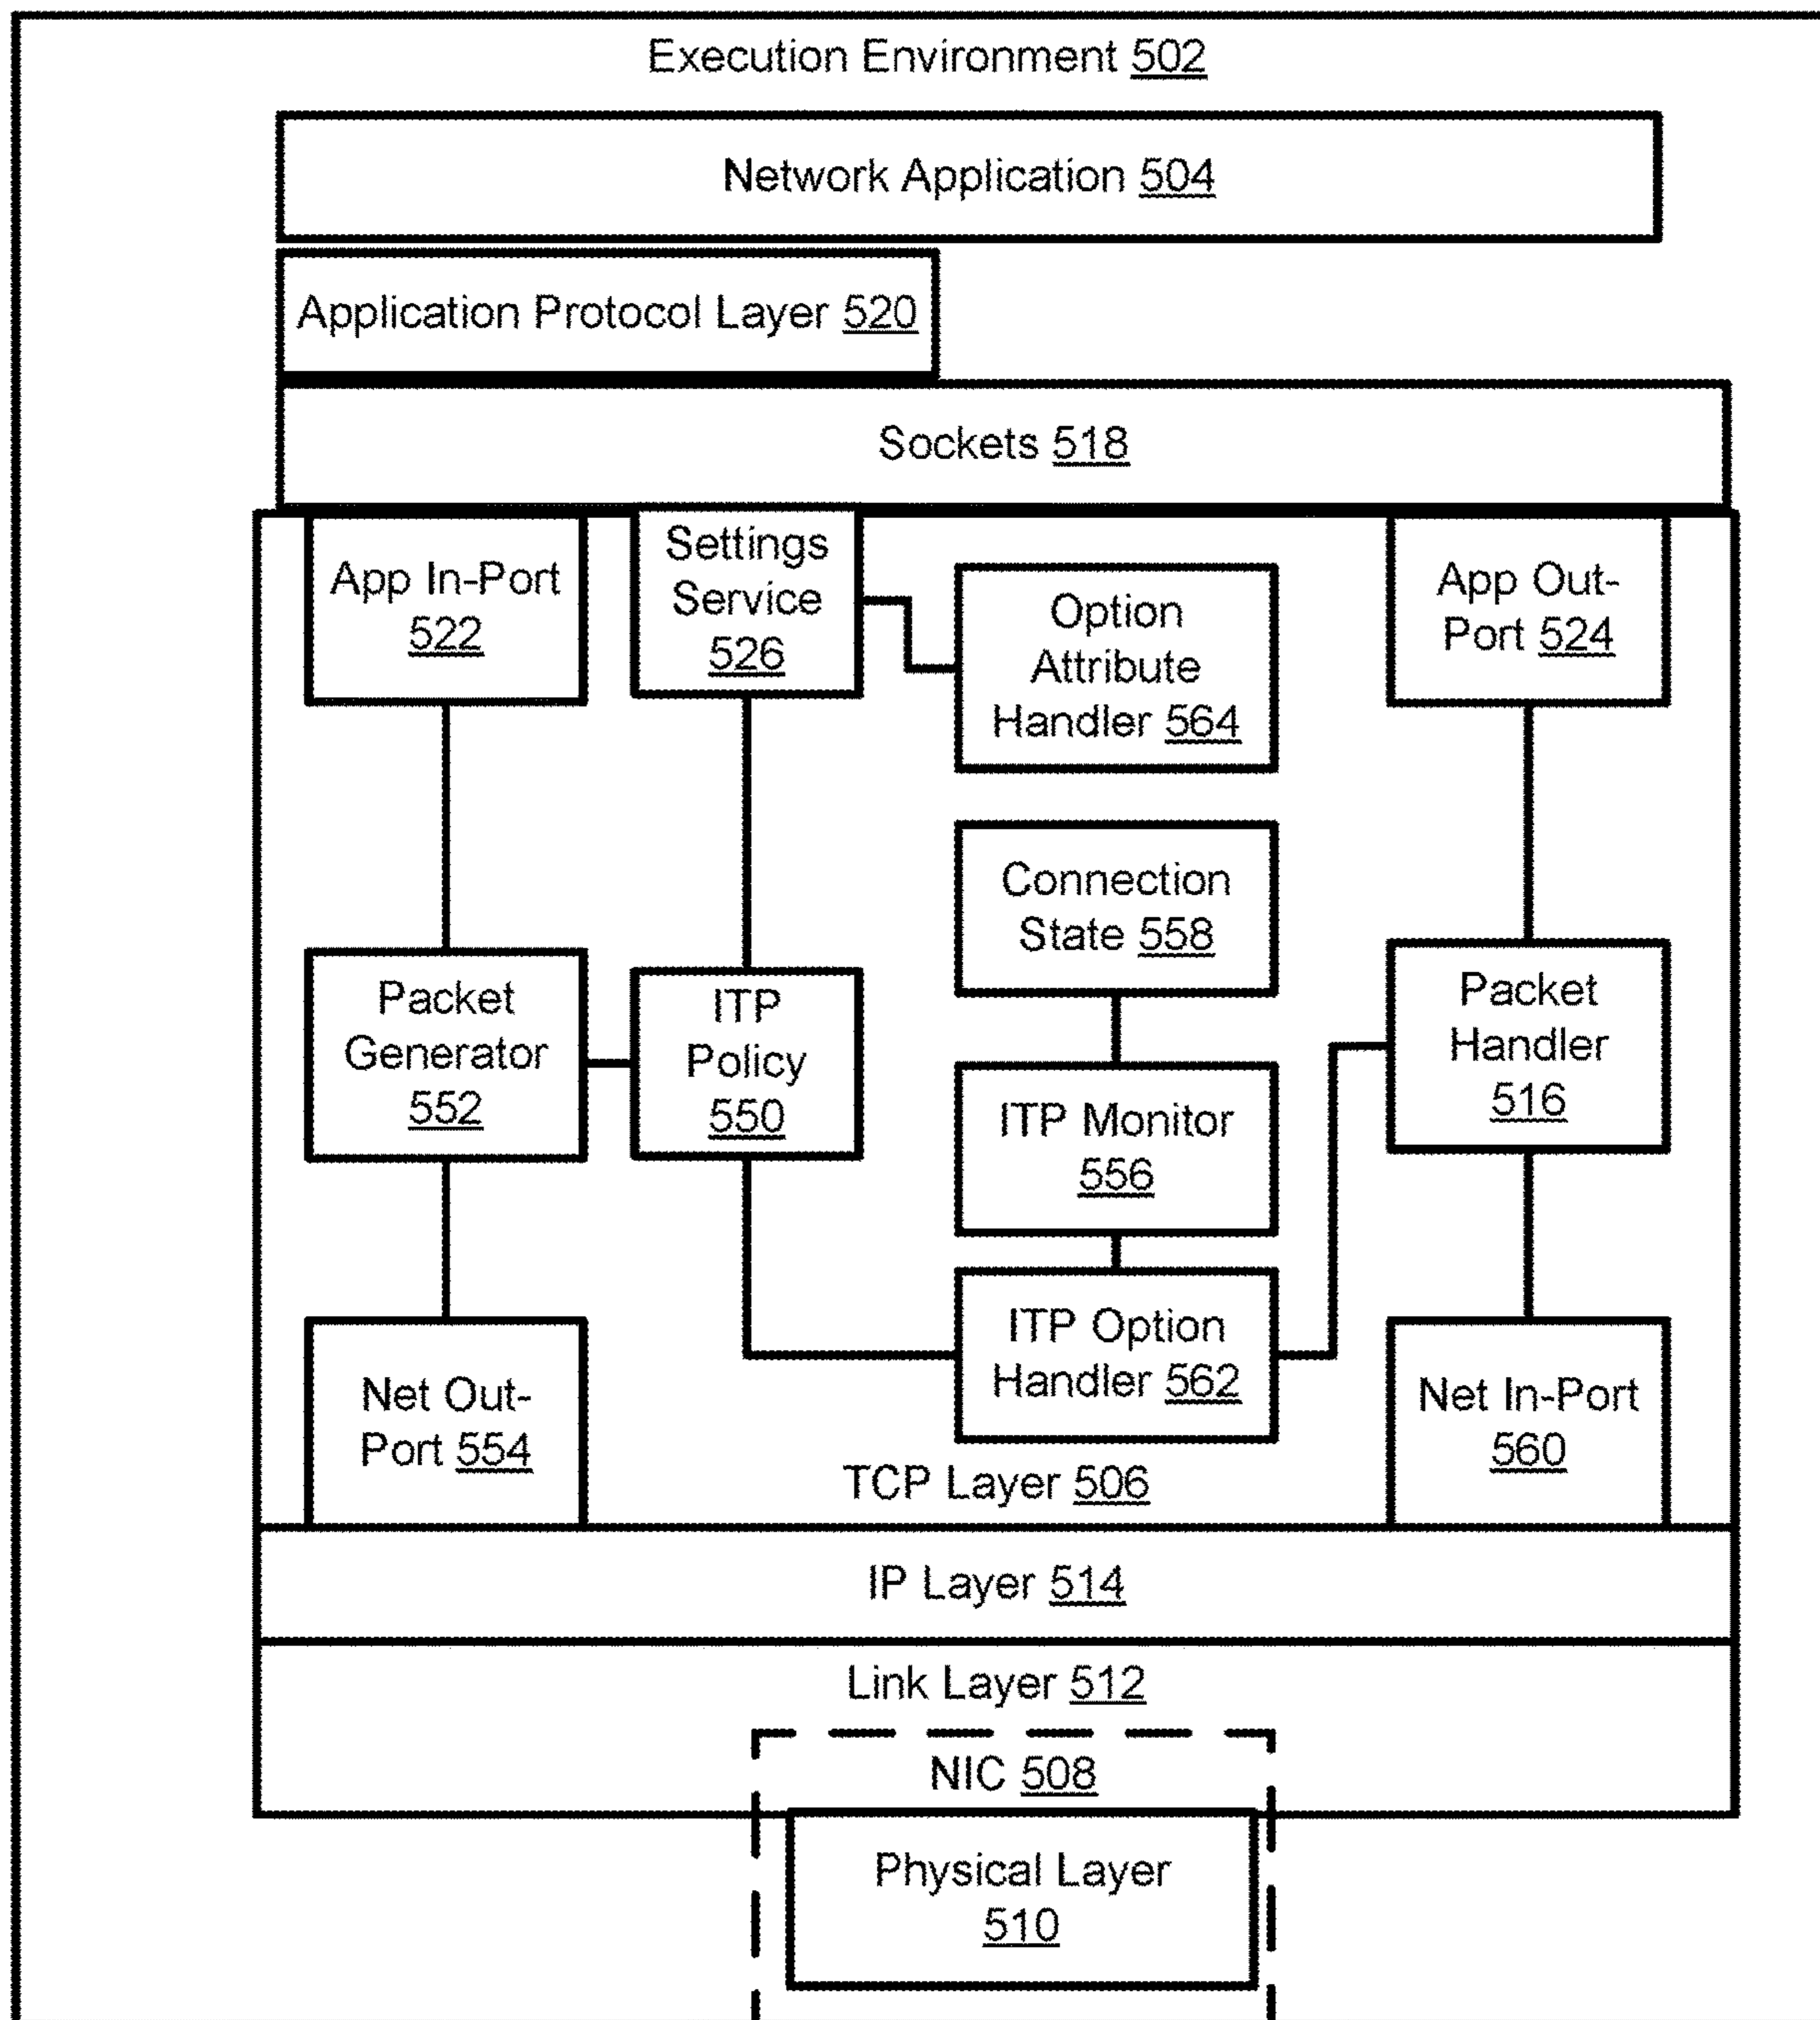 Execution Environment 502
Network Application 504
Application Protocol Layer 520
Sockets 518
App In-Port
522
Settings
Service
526
Option
Attribute
Handler 564
App Out-
Port 524
Connection
State 558
Packet
Generator
552
ITP
Policy
550
ITP Monitor
556
Packet
Handler
516
ITP Option
Handler 562
Net Out-
Port 554
Net In-Port
560
TCP Layer 506
IP Layer 514
Link Layer 512
NIC 508
Physical Layer
510